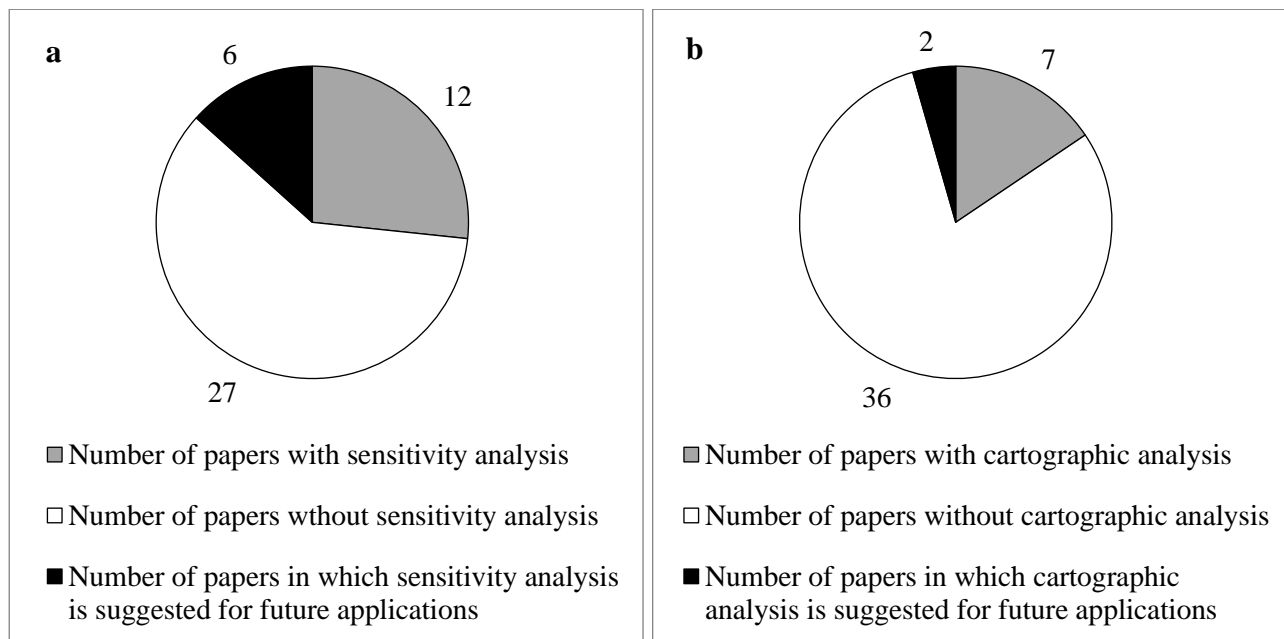 a
6
12
27
Number of papers with sensitivity analysis
Number of papers wthout sensitivity analysis
Number of papers in which sensitivity analysis
is suggested for future applications
b
2
7
36
Number of papers with cartographic analysis
Number of papers without cartographic analysis
Number of papers in which cartographic
analysis is suggested for future applications